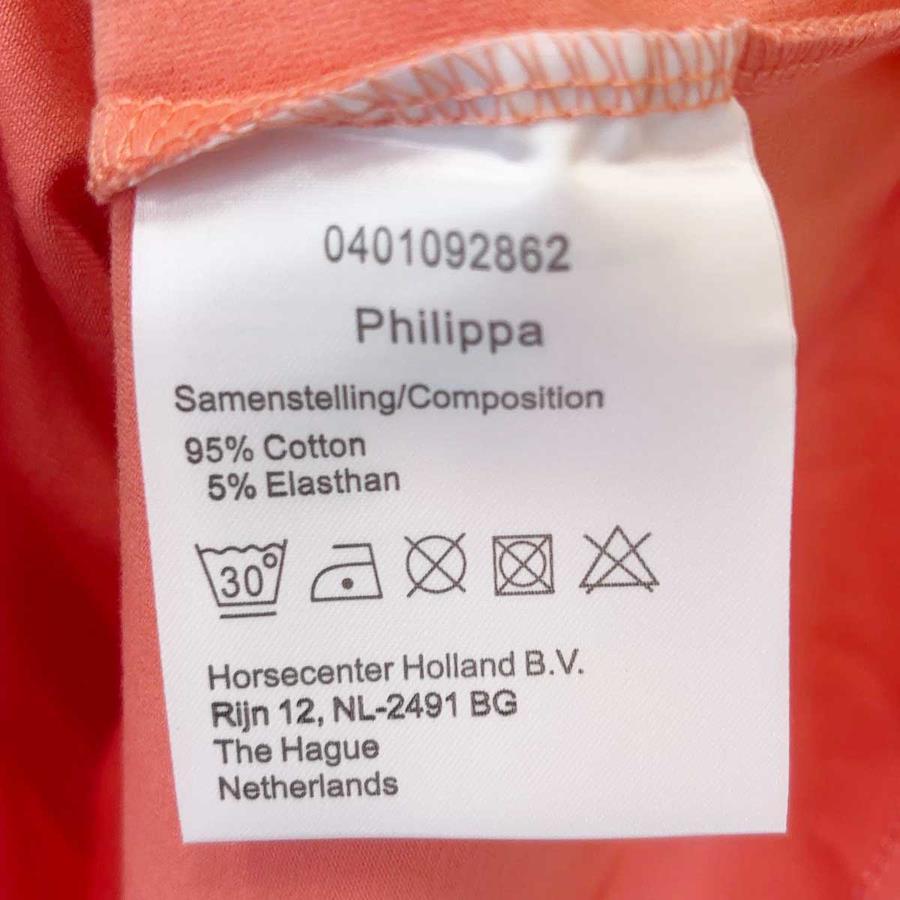 0401092862
Philippa
Samenstelling/Composition
95% Cotton
5% Elasthan
30°
Horsecenter Holland B.V.
Rijn 12, NL-2491 BG
The Hague
Netherlands